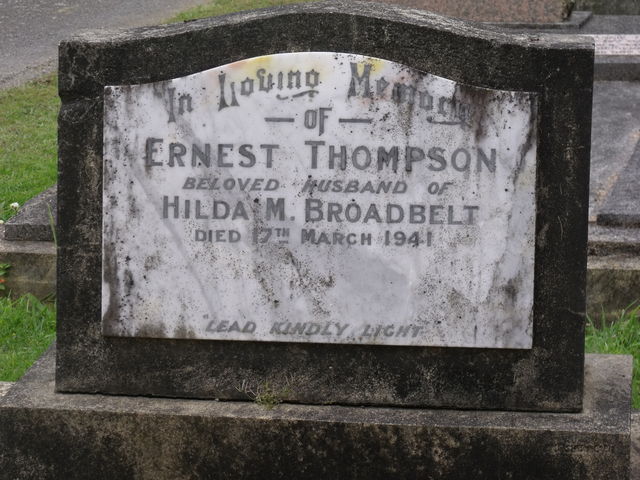 In Loving Memory
— OF —
ERNEST THOMPSON
BELOVED HUSBAND OF
HILDA M. BROADBELT
DIED 17TH MARCH 1941
"LEAD KINDLY LIGHT"